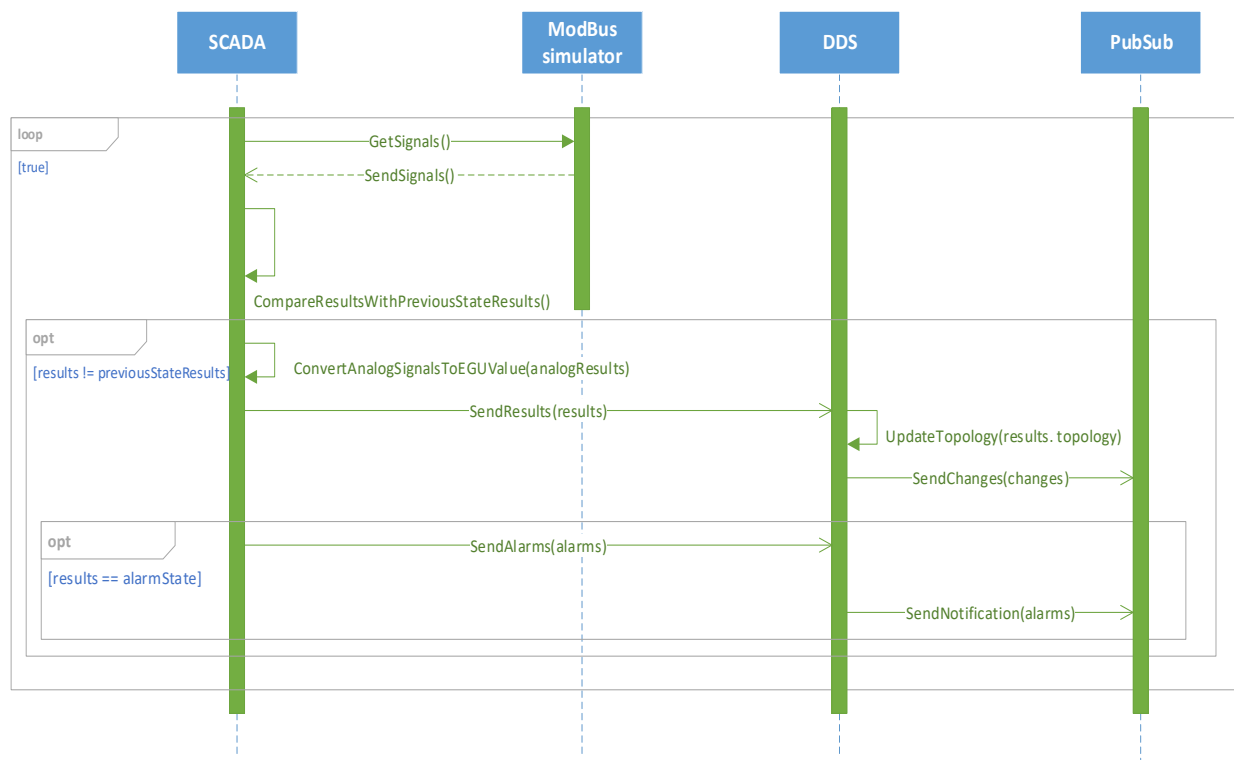 SCADA
ModBus
simulator
DDS
PubSub
loop
[true]
GetSignals()
SendSignals()
CompareResultsWithPreviousStateResults()
opt
[results != previousStateResults]
ConvertAnalogSignalsToEGUValue(analogResults)
SendResults(results)
UpdateTopology(results. topology)
SendChanges(changes)
opt
[results == alarmState]
SendAlarms(alarms)
SendNotification(alarms)